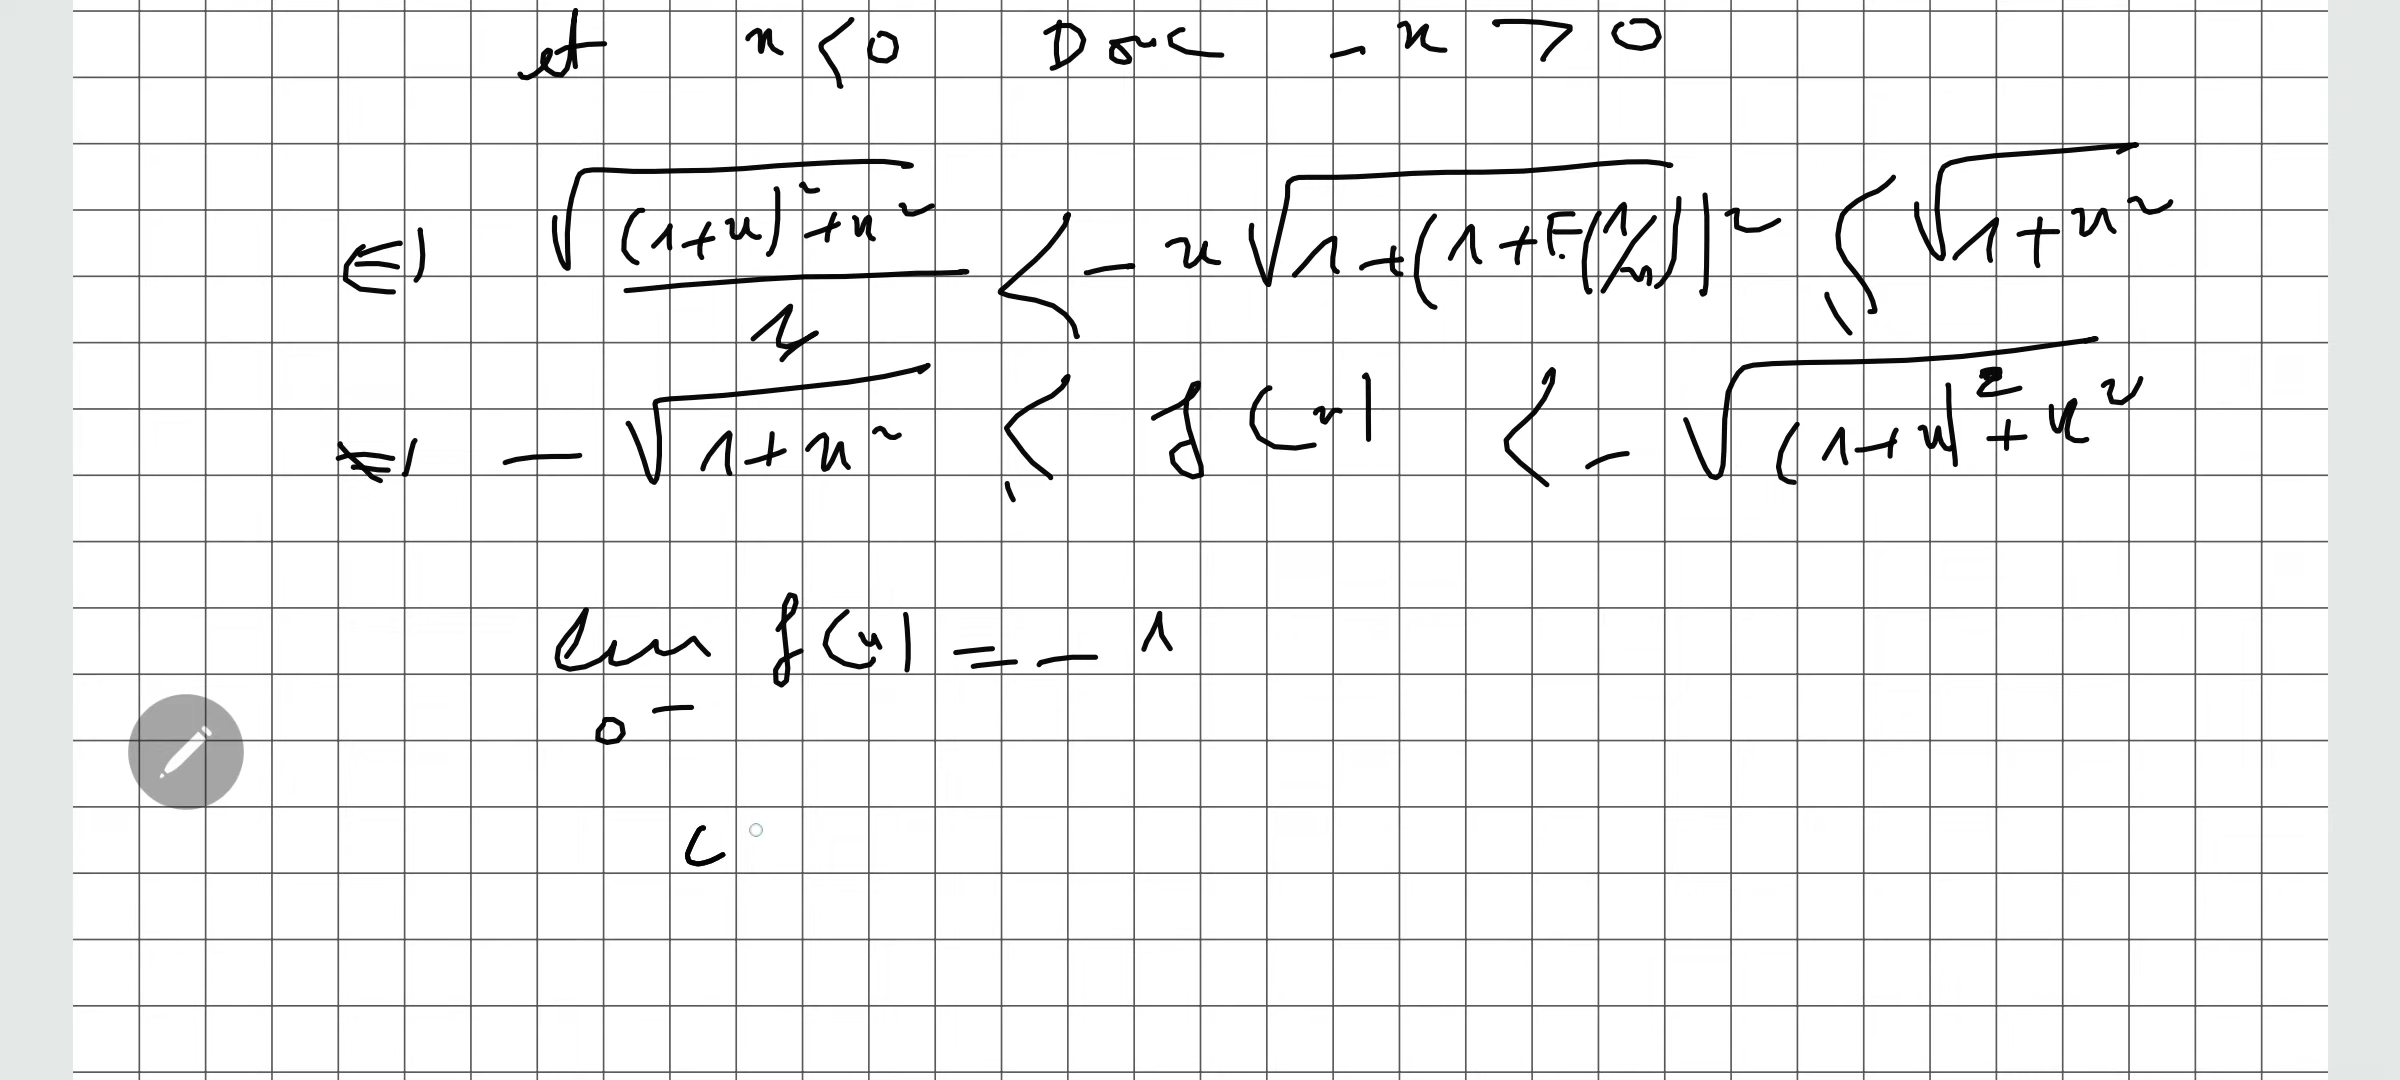 et x < 0 Donc - x > 0
⇔ √((1+x)²+x²) < - x √(1+(1+E(1/x))² ≤ √(1+x²)
⇔ - √(1+x²) ≤ f(x) < - √((1+x)²+x²)
lim f(x) = - 1
0⁻
c